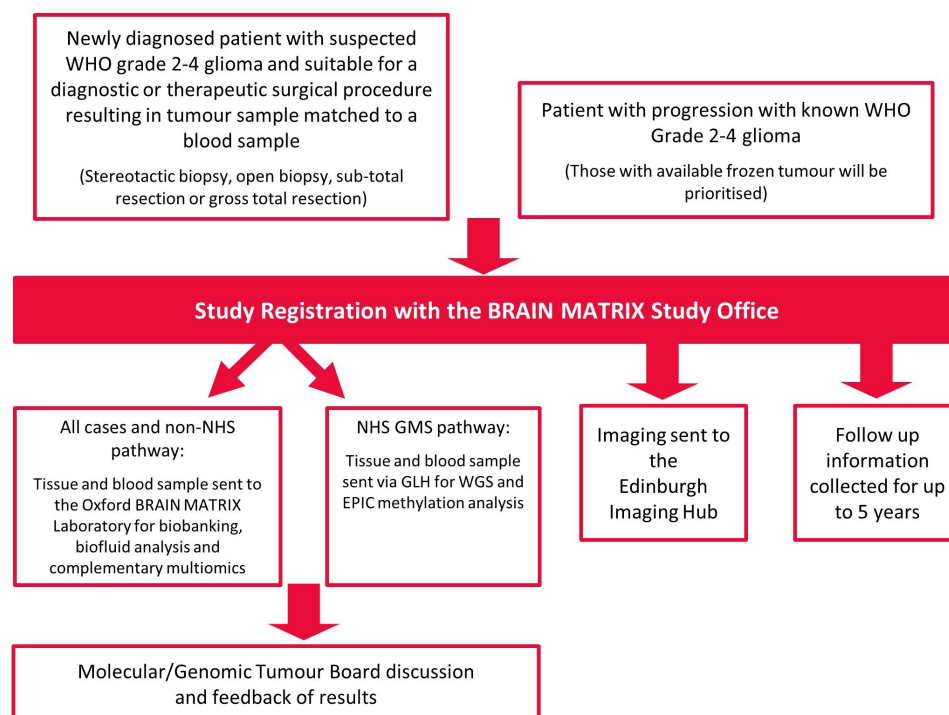 Newly diagnosed patient with suspected
WHO grade 2-4 glioma and suitable for a
diagnostic or therapeutic surgical procedure
resulting in tumour sample matched to a
blood sample
(Stereotactic biopsy, open biopsy, sub-total
resection or gross total resection)
Patient with progression with known WHO
Grade 2-4 glioma
(Those with available frozen tumour will be
prioritised)
Study Registration with the BRAIN MATRIX Study Office
All cases and non-NHS
pathway:
Tissue and blood sample sent to
the Oxford BRAIN MATRIX
Laboratory for biobanking,
biofluid analysis and
complementary multiomics
NHS GMS pathway:
Tissue and blood sample
sent via GLH for WGS and
EPIC methylation analysis
Imaging sent to
the
Edinburgh
Imaging Hub
Follow up
information
collected for up
to 5 years
Molecular/Genomic Tumour Board discussion
and feedback of results